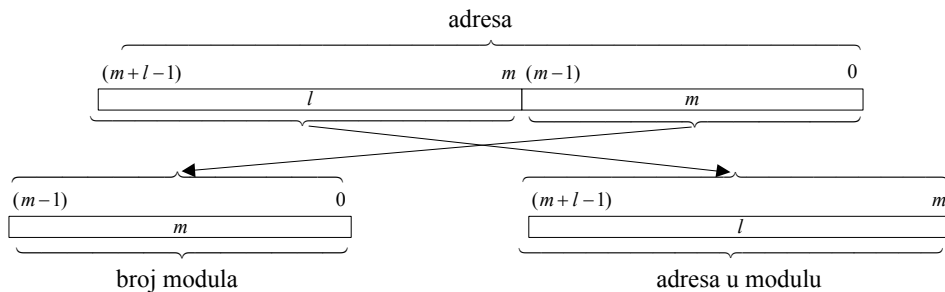 adresa
(m+l−1) m (m−1) 0
l m
(m−1) 0 (m+l−1) m
m l
broj modula adresa u modulu